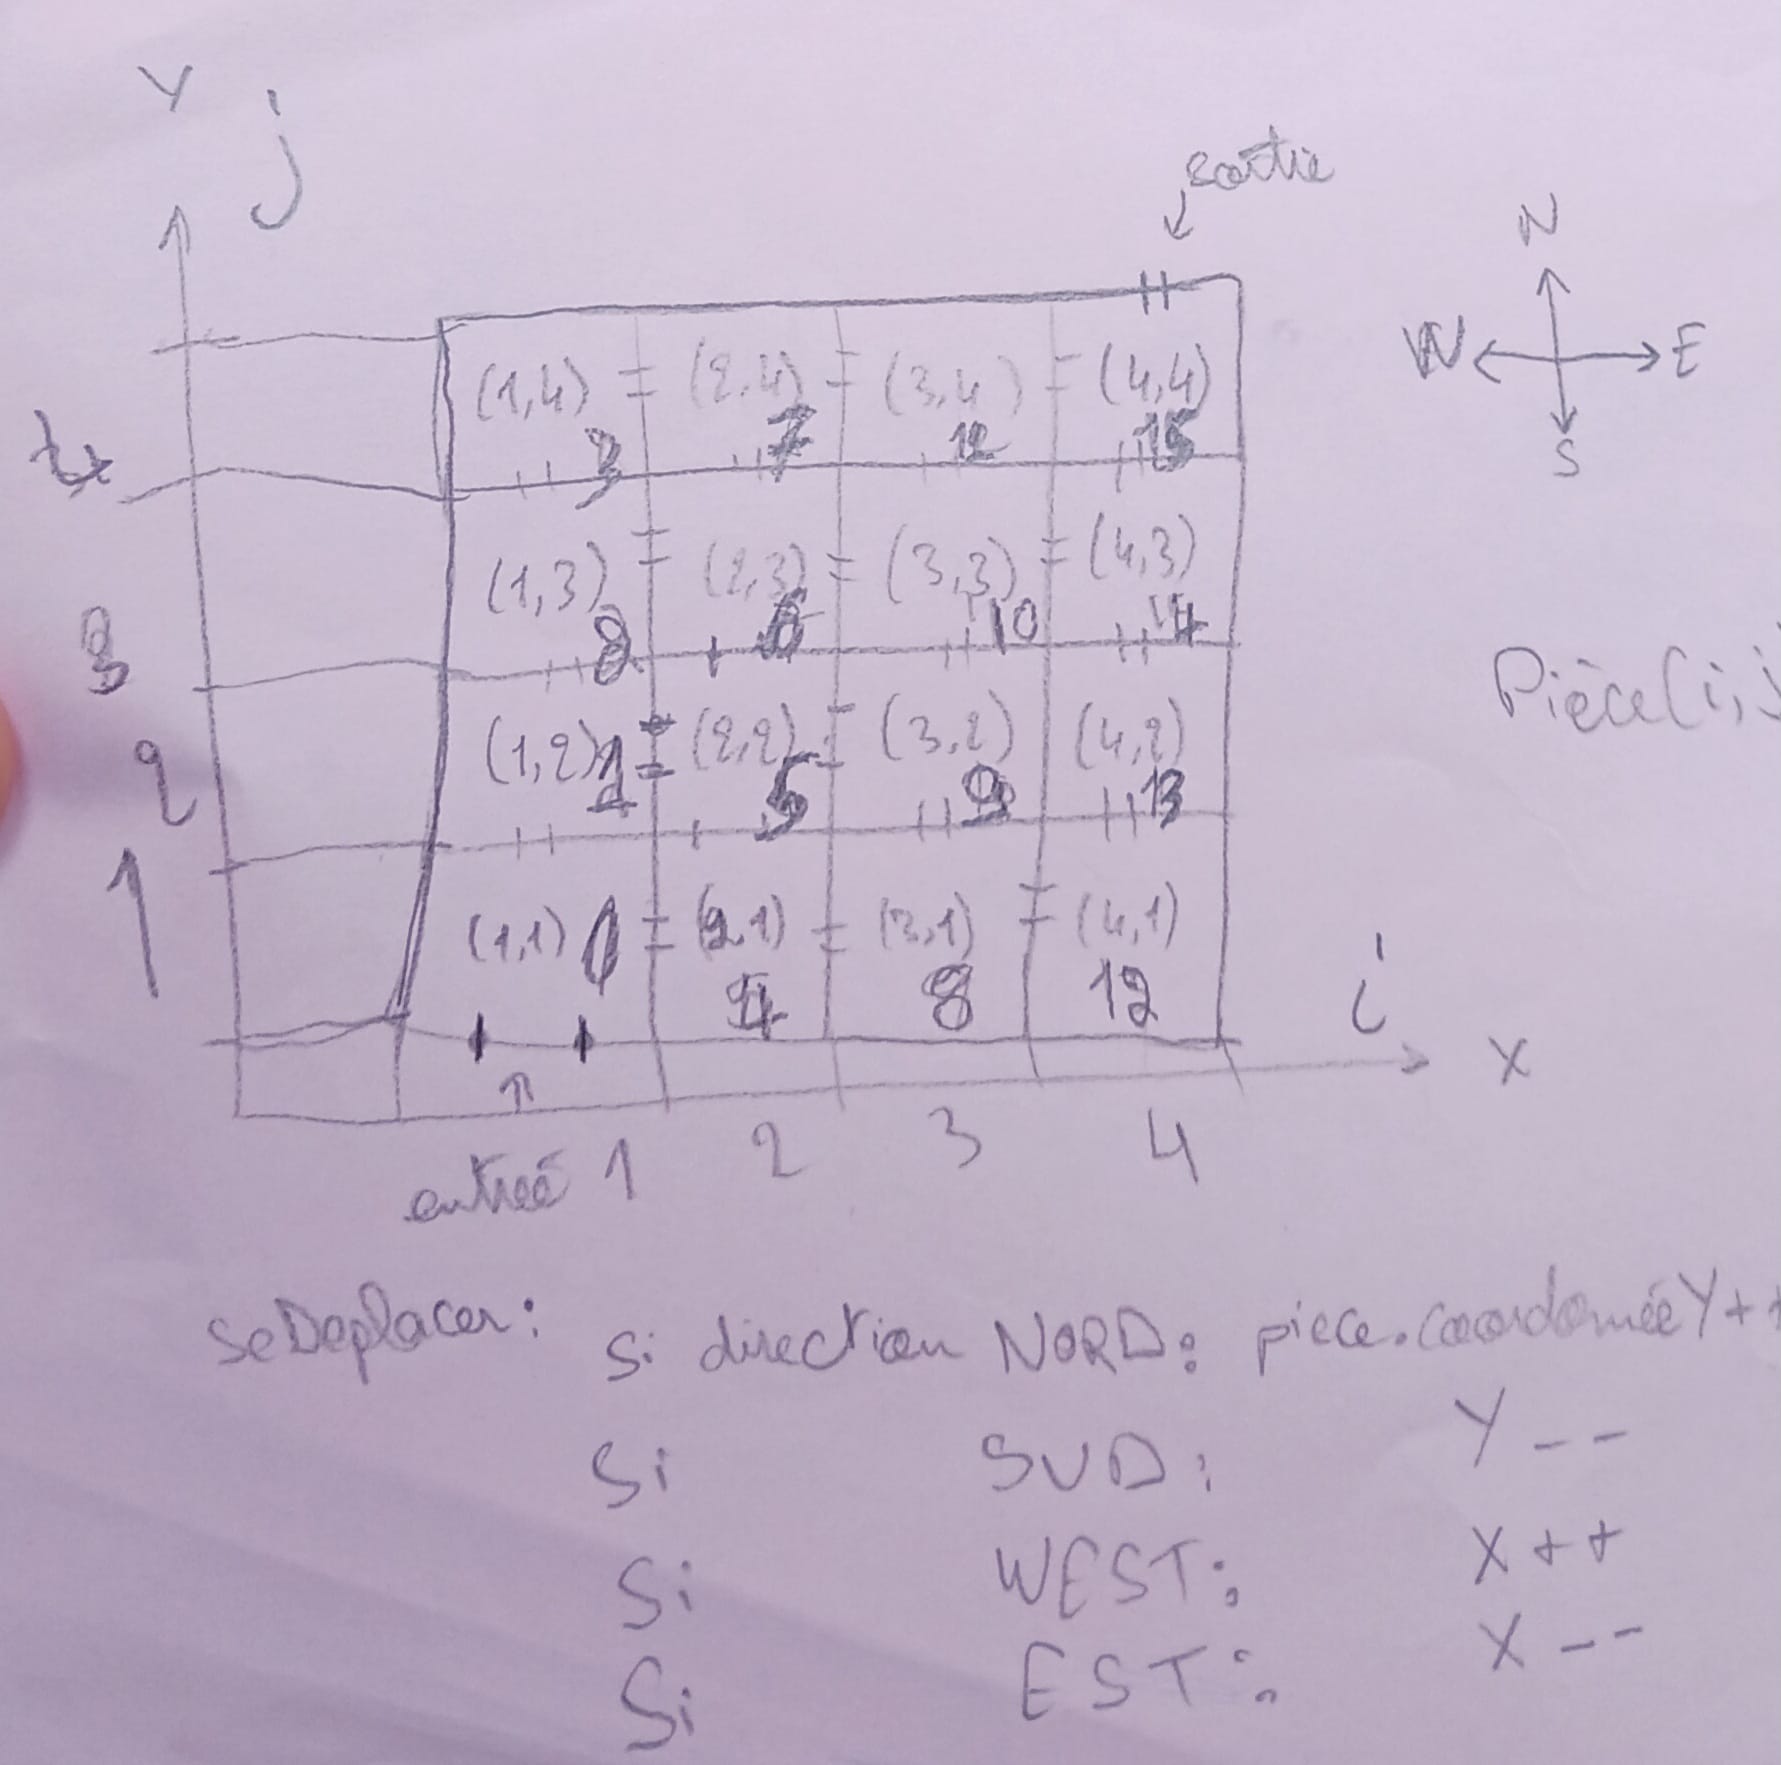 Y j
sortie
N
W E
S
(1,4) (2,4) (3,4) (4,4)
4 3 7 12 15
(1,3) (2,3) (3,3) (4,3)
3 2 6 10 14
Pièce(i,j
(1,2) (2,2) (3,2) (4,2)
2 1 5 9 13
1
(1,1) 0 (2,1) (3,1) (4,1)
4 8 12
i
X
entreé 1 2 3 4
seDeplacer: Si direction NORD: piece.coordonnéeY++
Si SUD: Y--
Si WEST: X++
Si EST: X--